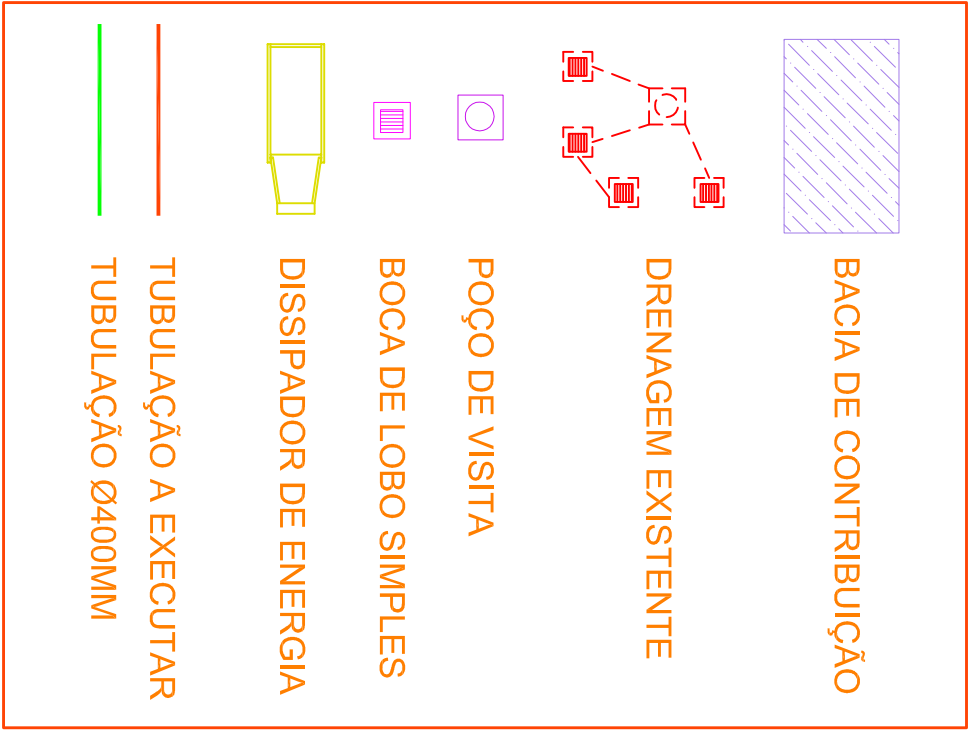 BACIA DE CONTRIBUIÇÃO
DRENAGEM EXISTENTE
POÇO DE VISITA
BOCA DE LOBO SIMPLES
DISSIPADOR DE ENERGIA
TUBULAÇÃO A EXECUTAR
TUBULAÇÃO Ø400MM